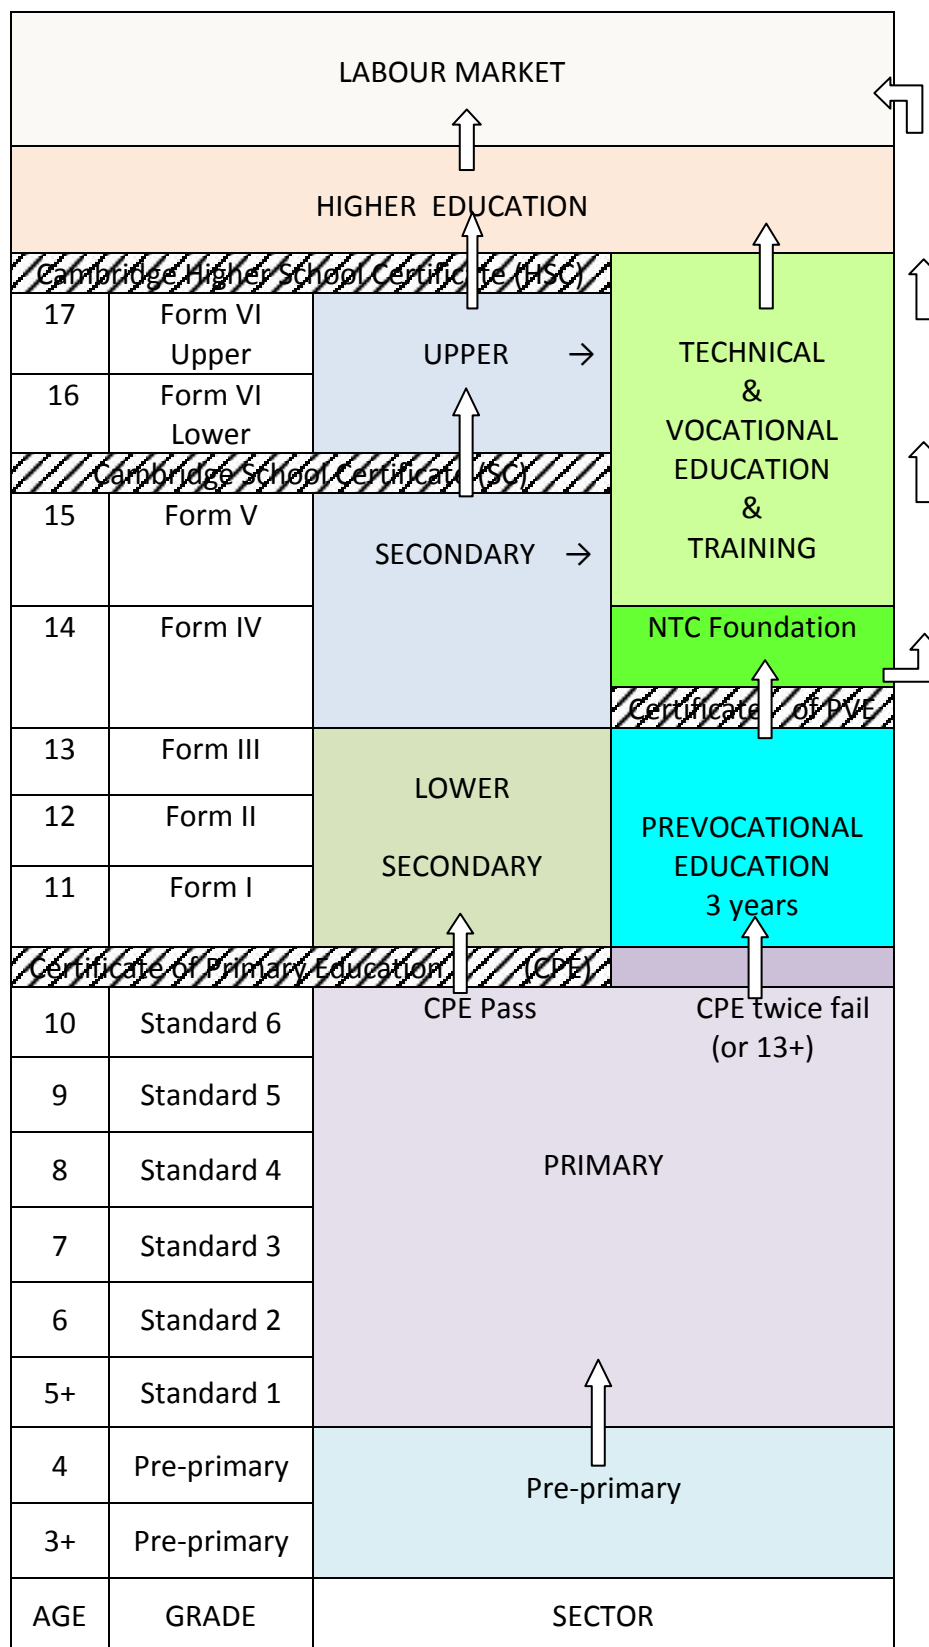 LABOUR MARKET
HIGHER EDUCATION
Cambridge Higher School Certificate (HSC)
17 Form VI
Upper
UPPER →
TECHNICAL
&
VOCATIONAL
EDUCATION
&
TRAINING
16 Form VI
Lower
Cambridge School Certificate (SC)
15 Form V
SECONDARY →
14 Form IV
NTC Foundation
Certificate of PVE
13 Form III
LOWER
SECONDARY
12 Form II
PREVOCATIONAL
EDUCATION
3 years
11 Form I
Certificate of Primary Education (CPE)
CPE Pass
CPE twice fail
(or 13+)
10 Standard 6
9 Standard 5
8 Standard 4
PRIMARY
7 Standard 3
6 Standard 2
5+ Standard 1
4 Pre-primary
Pre-primary
3+ Pre-primary
AGE GRADE SECTOR